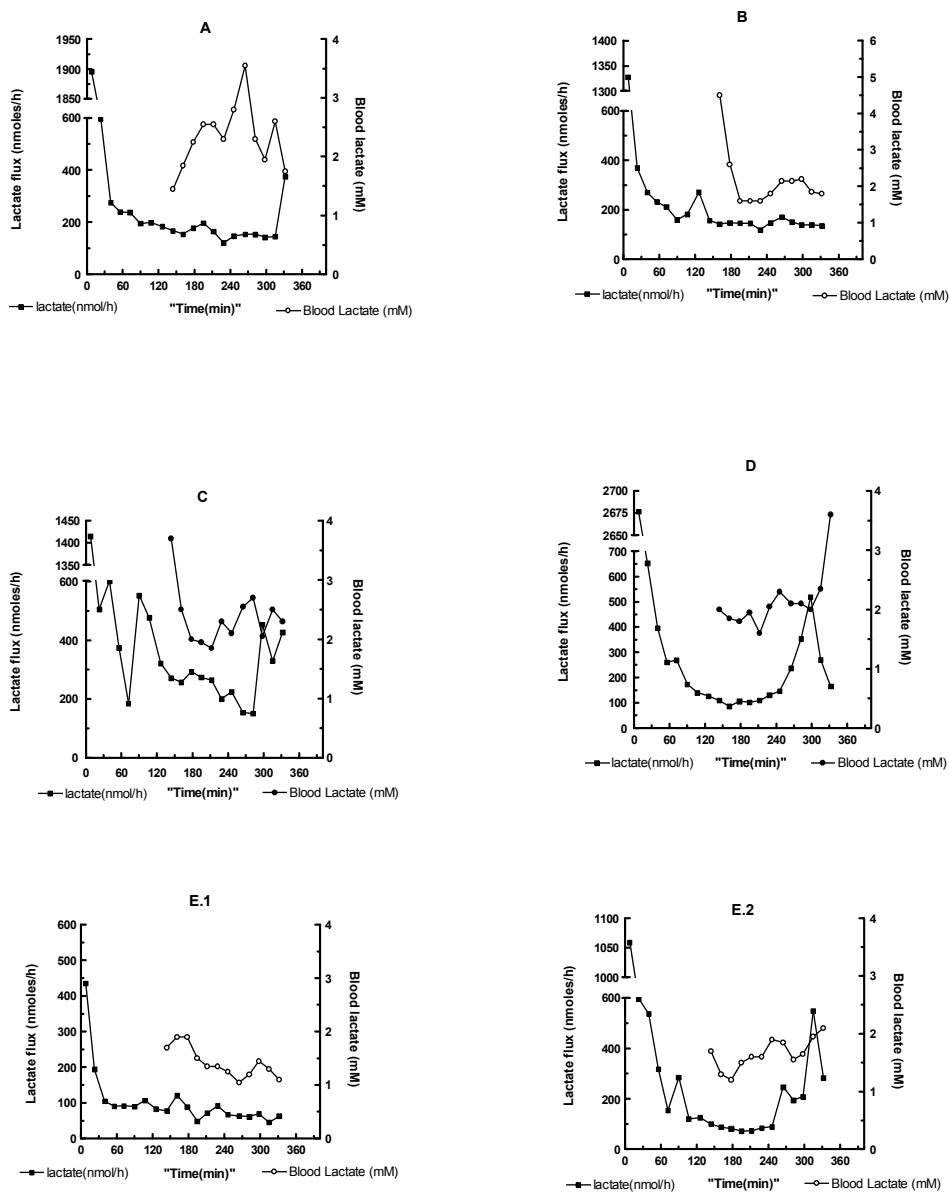 A
1950
1900
1850
600
400
200
0
4
3
2
1
0
0 60 120 180 240 300 360
Lactate flux (nmoles/h)
Blood lactate (mM)
lactate(nmol/h)
"Time(min)"
Blood Lactate (mM)
B
1400
1350
1300
600
400
200
0
6
5
4
3
2
1
0
0 60 120 180 240 300 360
Lactate flux (nmoles/h)
Blood lactate (mM)
lactate(nmol/h)
"Time(min)"
Blood Lactate (mM)
C
1450
1400
1350
600
400
200
0
4
3
2
1
0
0 60 120 180 240 300 360
Lactate flux (nmoles/h)
Blood lactate (mM)
lactate(nmol/h)
"Time(min)"
Blood Lactate (mM)
D
2700
2675
2650
700
600
500
400
300
200
100
0
4
3
2
1
0
0 60 120 180 240 300 360
Lactate flux (nmoles/h)
Blood lactate (mM)
lactate(nmol/h)
"Time(min)"
Blood Lactate (mM)
E.1
600
500
400
300
200
100
0
4
3
2
1
0
0 60 120 180 240 300 360
Lactate flux (nmoles/h)
Blood lactate (mM)
lactate(nmol/h)
"Time(min)"
Blood Lactate (mM)
E.2
1100
1050
1000
600
400
200
0
4
3
2
1
0
0 60 120 180 240 300 360
Lactate flux (nmoles/h)
Blood lactate (mM)
lactate(nmol/h)
"Time(min)"
Blood Lactate (mM)